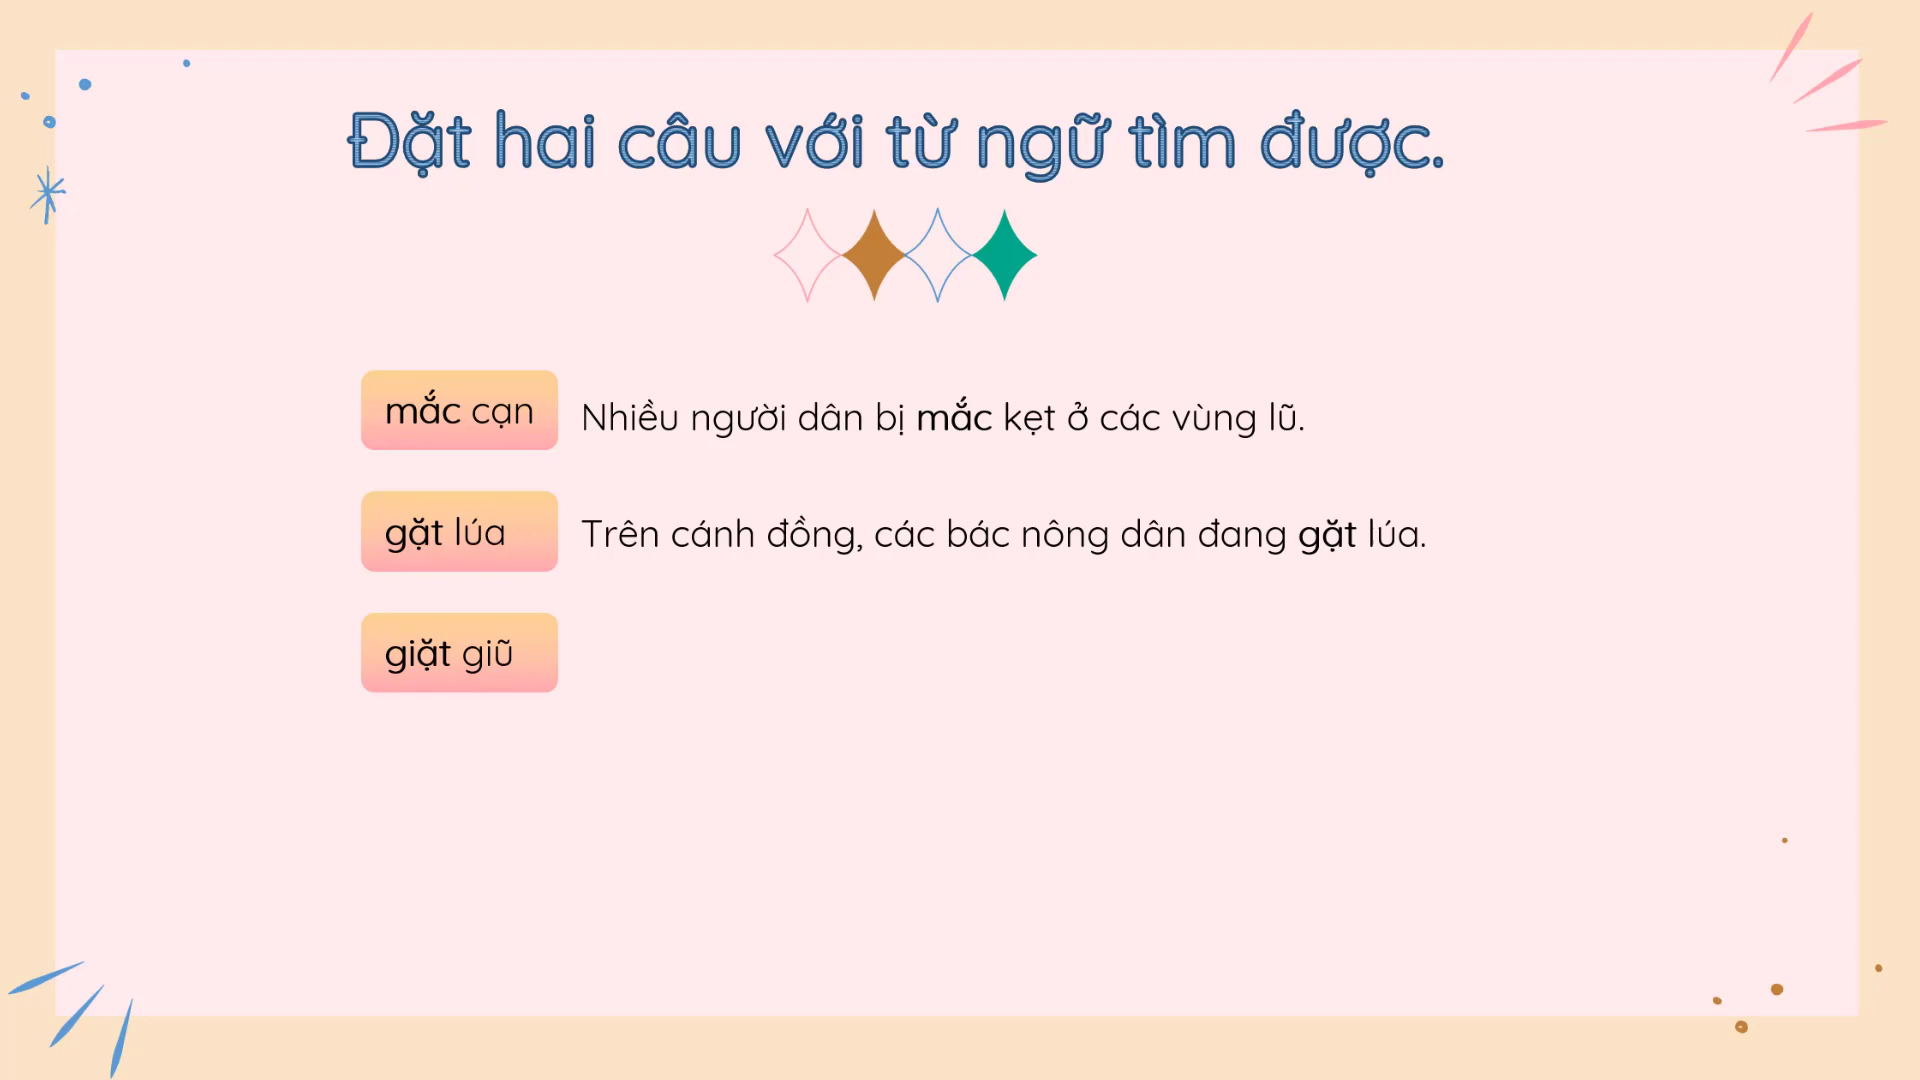 Đặt hai câu với từ ngữ tìm được.
mắc cạn
Nhiều người dân bị mắc kẹt ở các vùng lũ.
gặt lúa
Trên cánh đồng, các bác nông dân đang gặt lúa.
giặt giũ